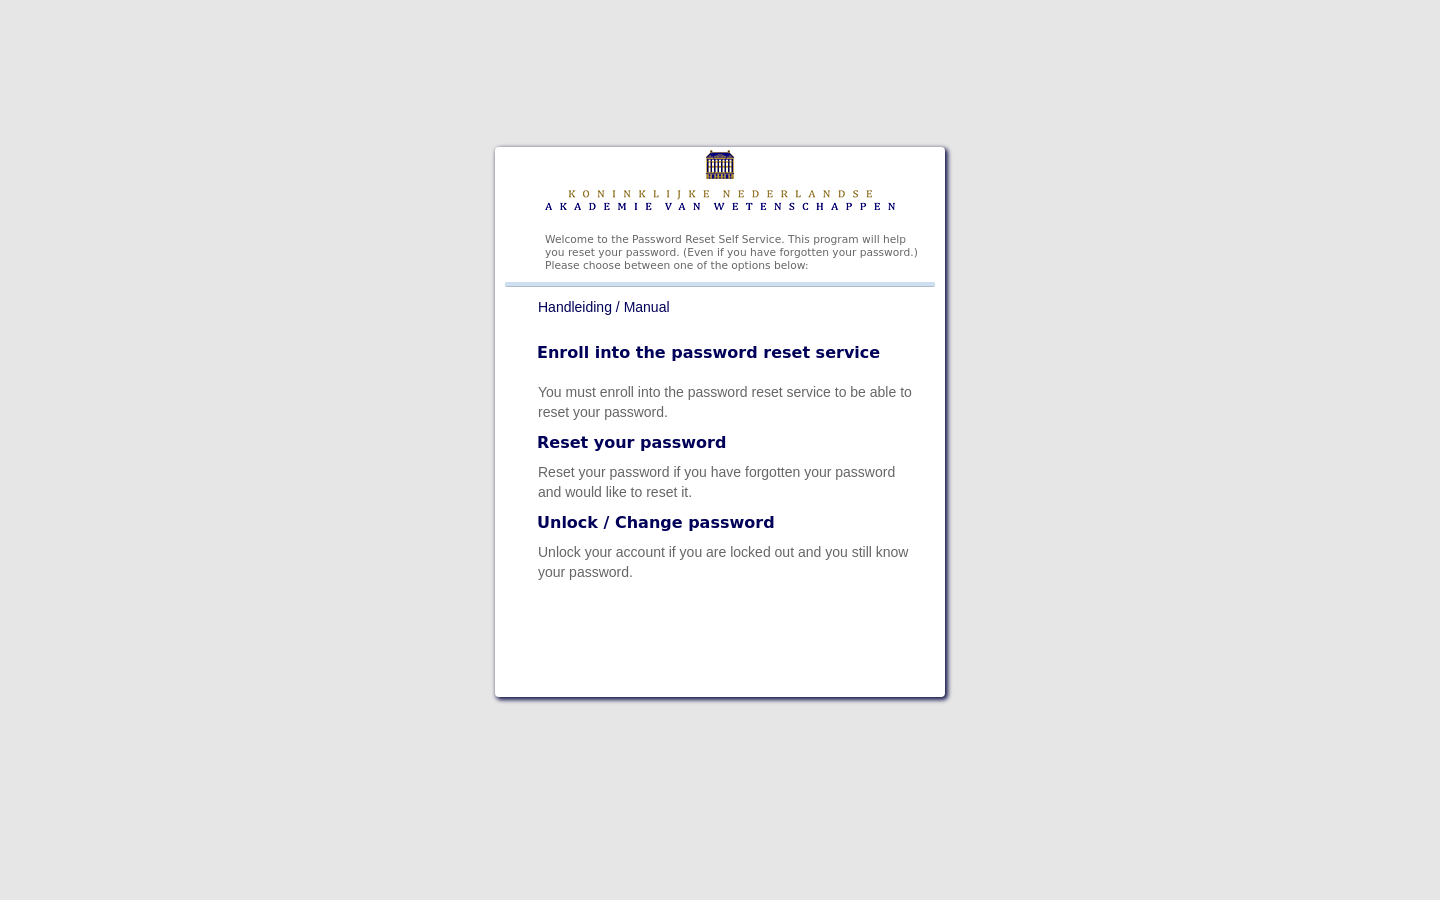 KONINKLIJKE NEDERLANDSE
AKADEMIE VAN WETENSCHAPPEN
Welcome to the Password Reset Self Service. This program will help
you reset your password. (Even if you have forgotten your password.)
Please choose between one of the options below:
Handleiding / Manual
Enroll into the password reset service
You must enroll into the password reset service to be able to
reset your password.
Reset your password
Reset your password if you have forgotten your password
and would like to reset it.
Unlock / Change password
Unlock your account if you are locked out and you still know
your password.